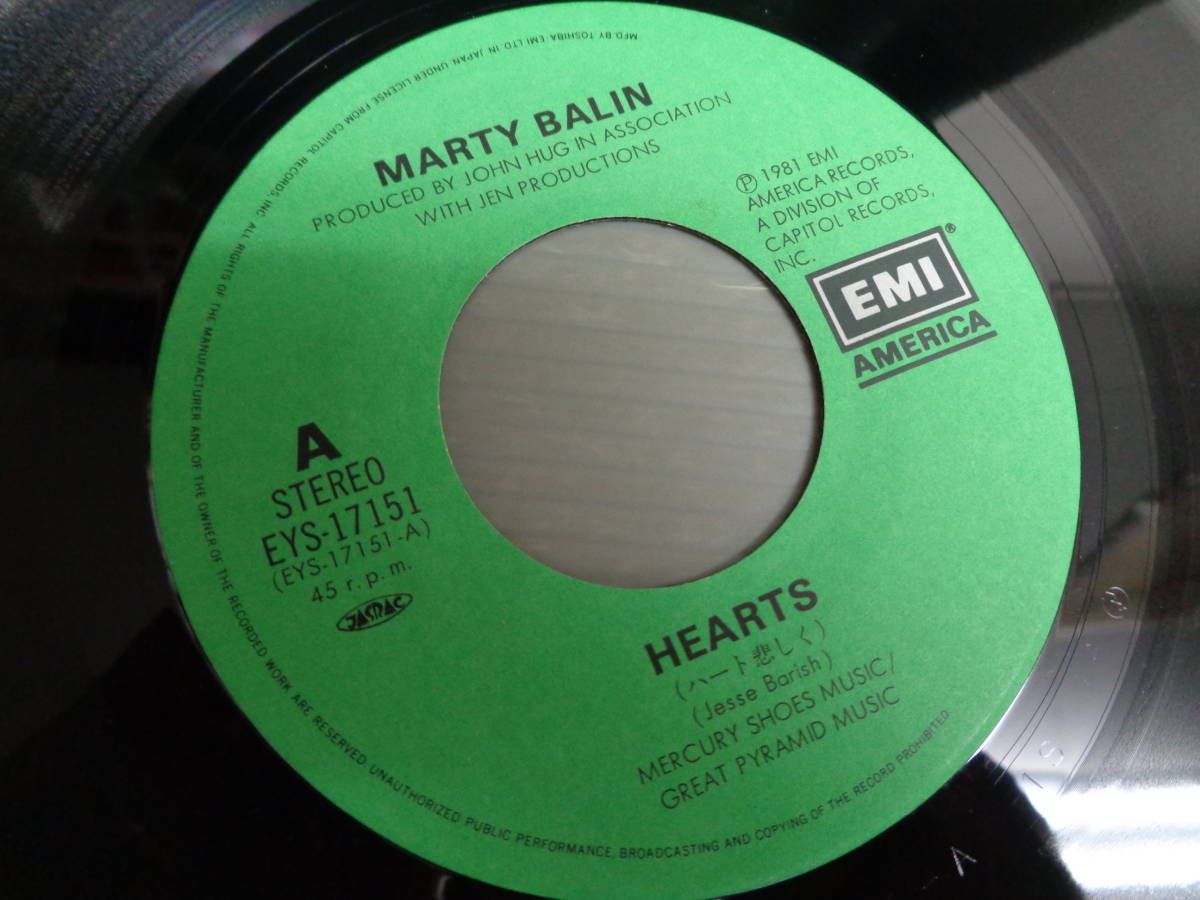 MARTY BALIN
PRODUCED BY JOHN HUG IN ASSOCIATION
WITH JEN PRODUCTIONS
Ⓟ 1981 EMI
AMERICA RECORDS,
A DIVISION OF
CAPITOL RECORDS,
INC.
EMI®
AMERICA
A
STEREO
EYS-17151
(EYS-17151-A)
45 r.p.m.
JASRAC
HEARTS
(ハート悲しく)
(Jesse Barish)
MERCURY SHOES MUSIC/
GREAT PYRAMID MUSIC
MFD. BY TOSHIBA EMI LTD IN JAPAN UNDER LICENSE FROM CAPITOL RECORDS, INC. ALL RIGHTS OF THE MANUFACTURER AND OF THE OWNER OF THE RECORDED WORK ARE RESERVED. UNAUTHORIZED PUBLIC PERFORMANCE, BROADCASTING AND COPYING OF THE RECORD PROHIBITED.